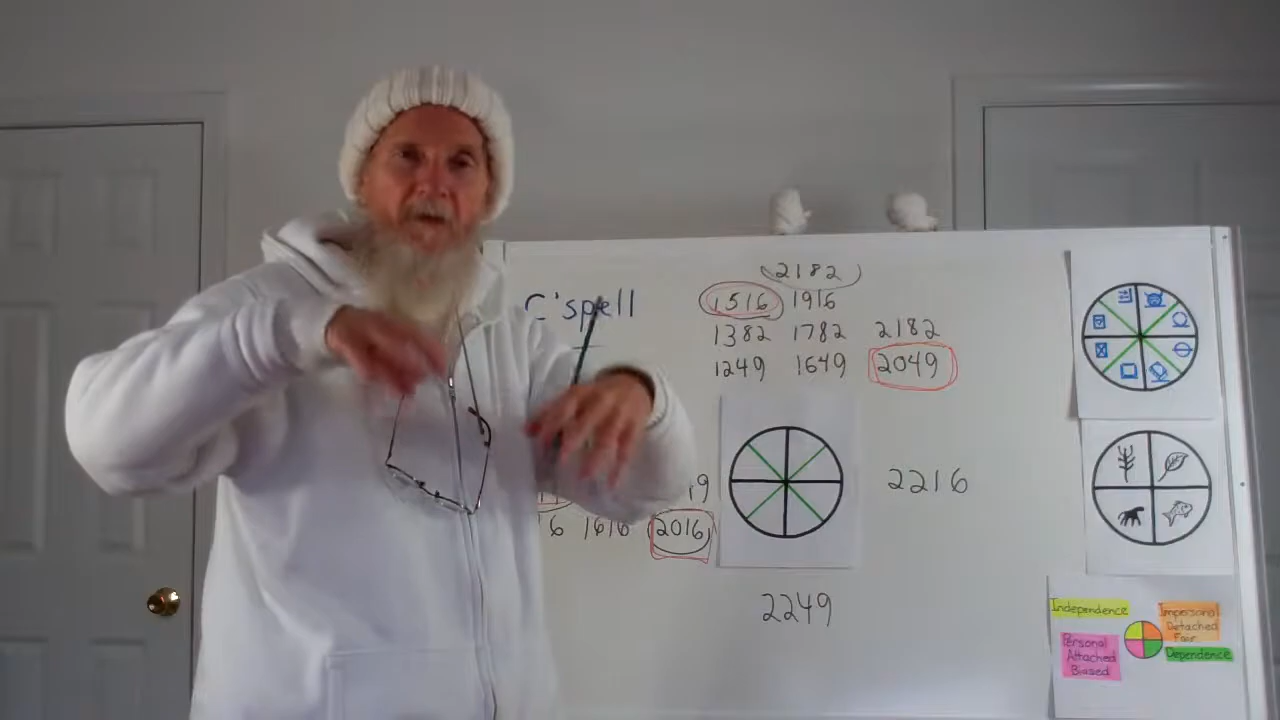 C'spell
2182
1516 1916
1382 1782 2182
1249 1649 2049
19
6 1616 2016
2216
2249
Independence
Impersonal
Detached
Fair
Personal
Attached
Biased
Dependence